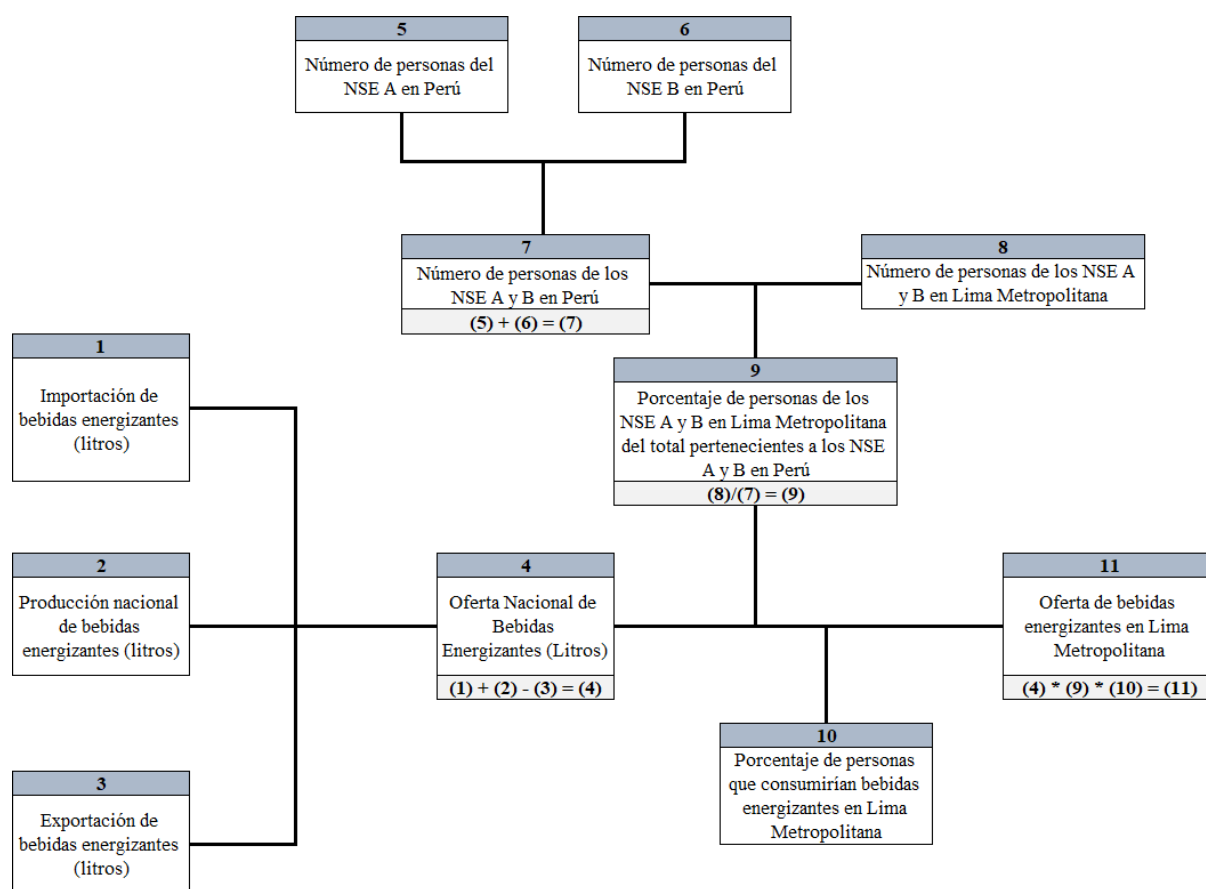 5
Número de personas del
NSE A en Perú
6
Número de personas del
NSE B en Perú
7
Número de personas de los
NSE A y B en Perú
(5) + (6) = (7)
8
Número de personas de los NSE A
y B en Lima Metropolitana
1
Importación de
bebidas energizantes
(litros)
9
Porcentaje de personas de los
NSE A y B en Lima Metropolitana
del total pertenecientes a los NSE
A y B en Perú
(8)/(7) = (9)
2
Producción nacional
de bebidas
energizantes (litros)
4
Oferta Nacional de
Bebidas
Energizantes (Litros)
(1) + (2) - (3) = (4)
11
Oferta de bebidas
energizantes en Lima
Metropolitana
(4) * (9) * (10) = (11)
10
Porcentaje de personas
que consumirían bebidas
energizantes en Lima
Metropolitana
3
Exportación de
bebidas energizantes
(litros)